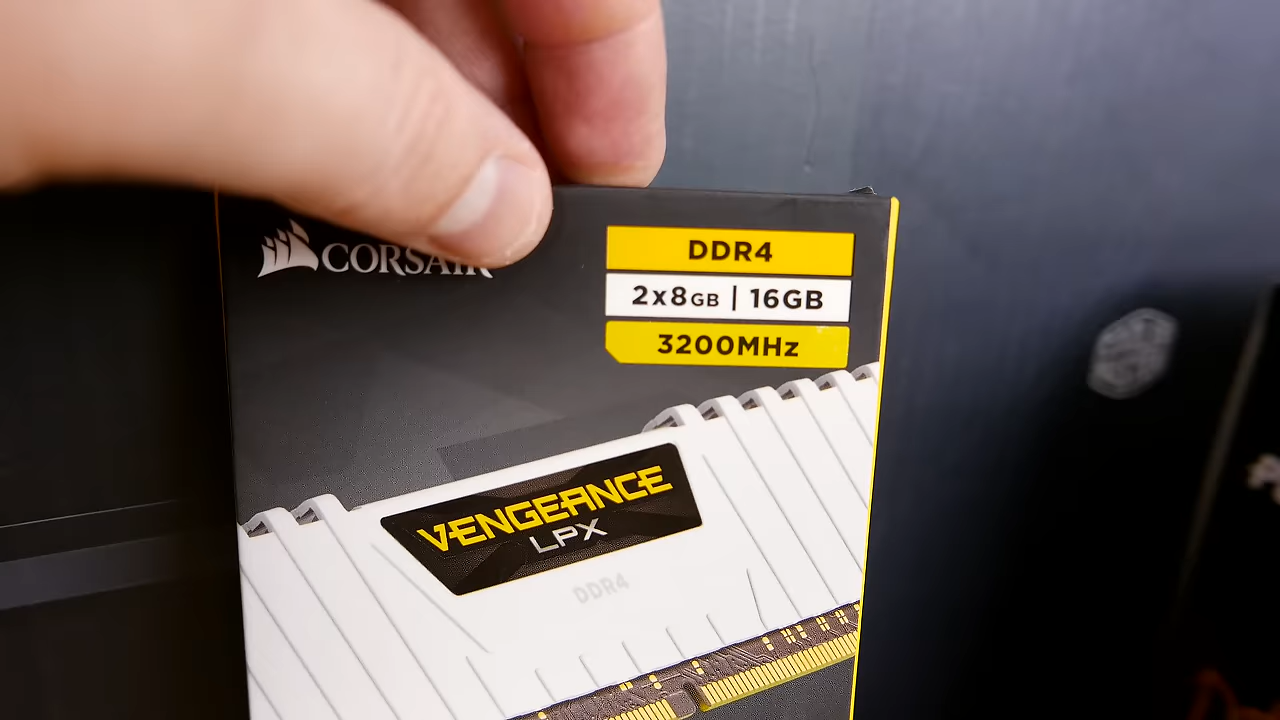 CORSAIR
DDR4
2x8GB | 16GB
3200MHz
VENGEANCE
LPX
DDR4